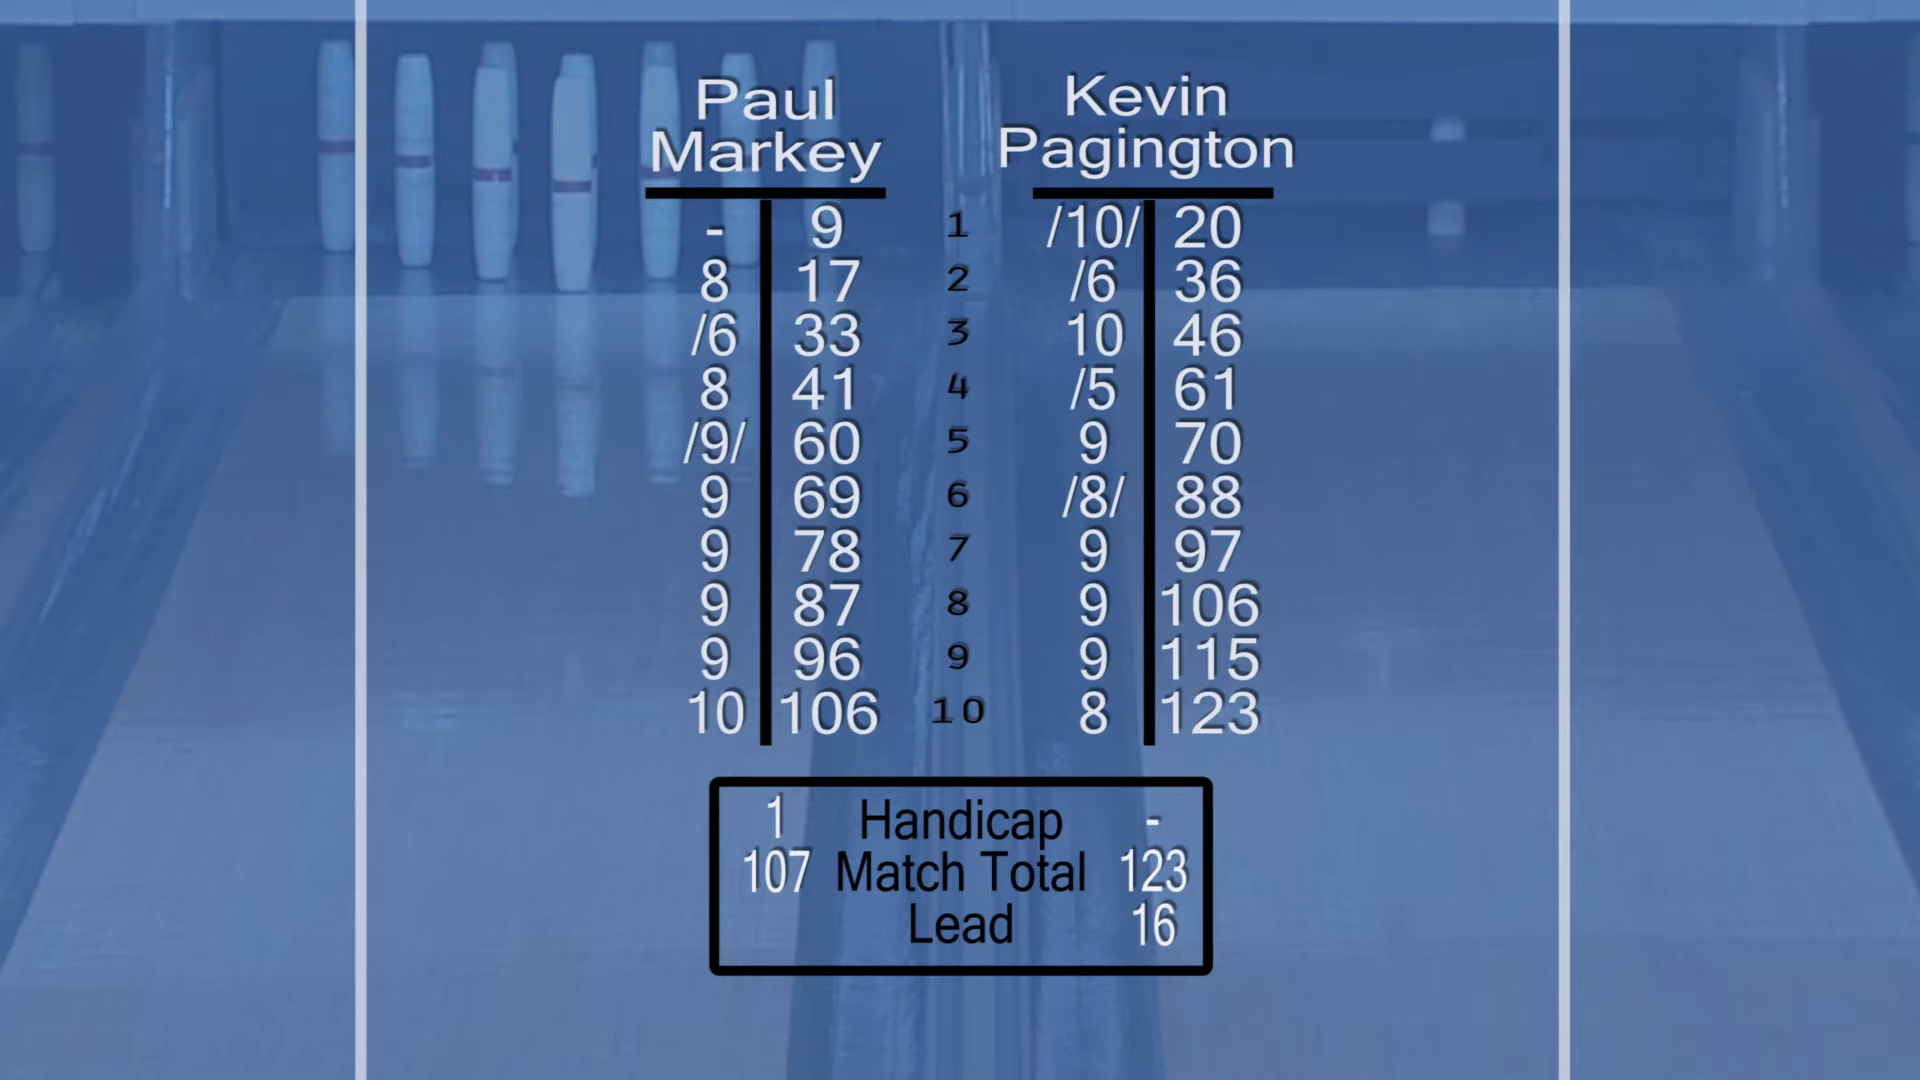 Paul Markey
Kevin Pagington
- 9 1 /10/ 20
8 17 2 /6 36
/6 33 3 10 46
8 41 4 /5 61
/9/ 60 5 9 70
9 69 6 /8/ 88
9 78 7 9 97
9 87 8 9 106
9 96 9 9 115
10 106 10 8 123
1 Handicap -
107 Match Total 123
Lead 16